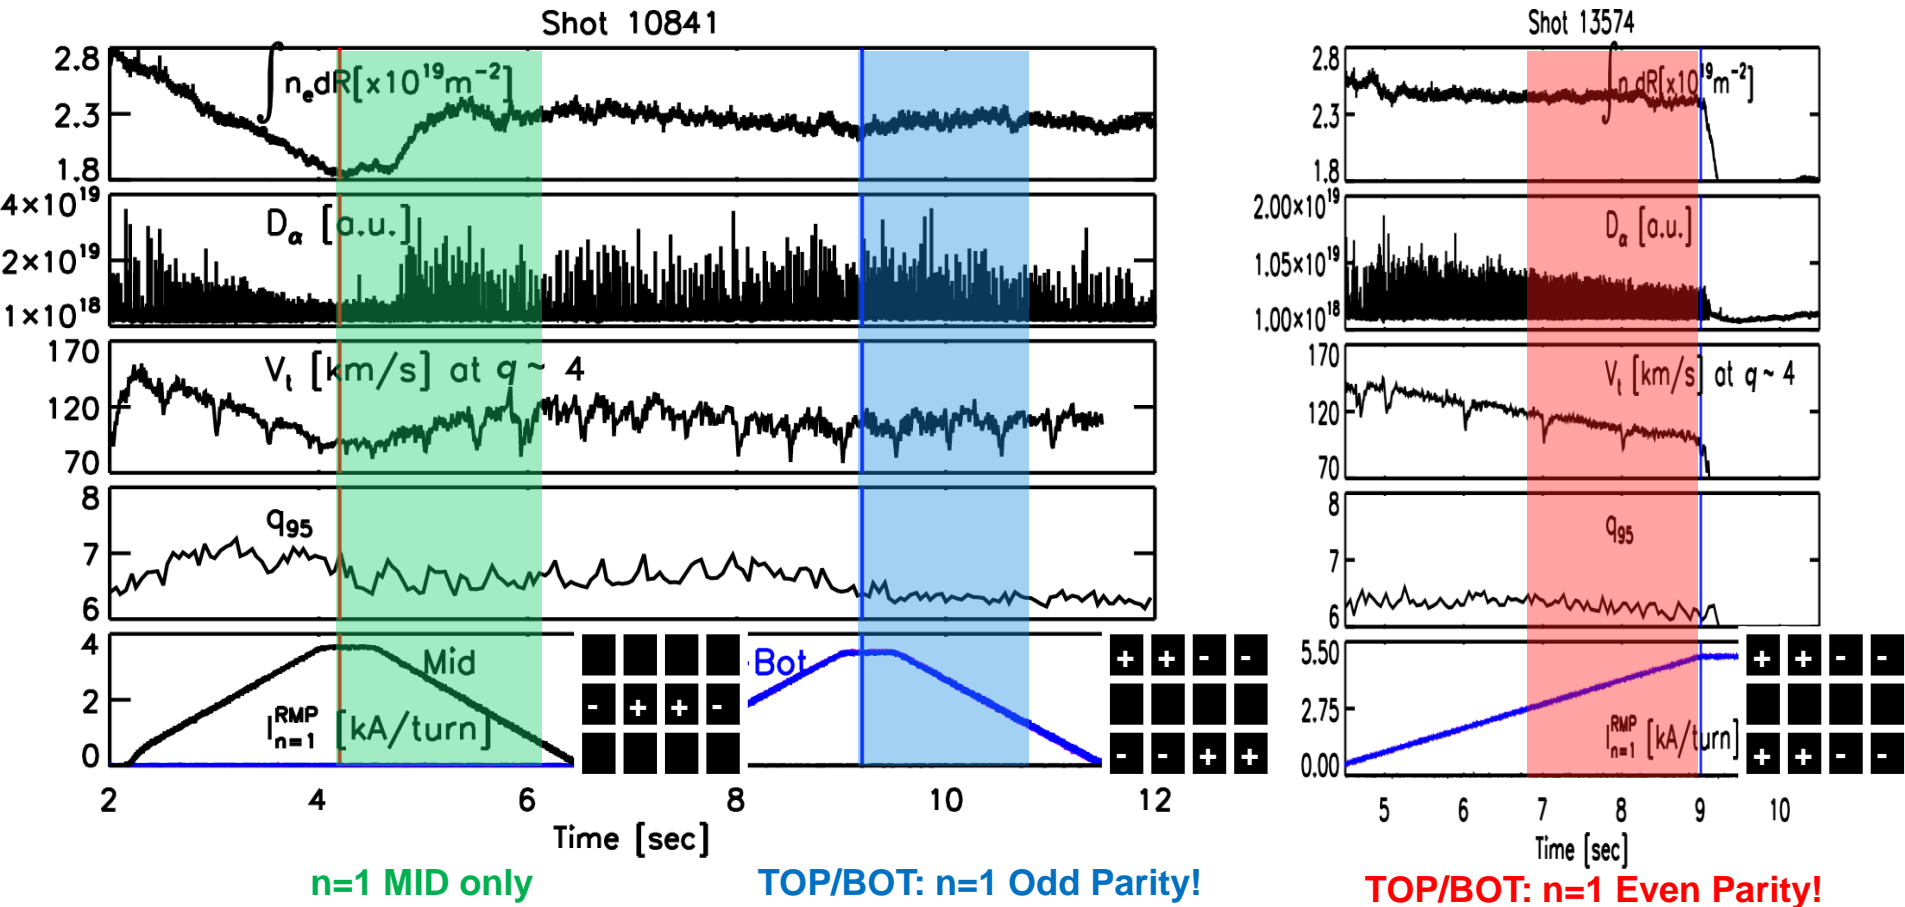 Shot 10841
2.8
2.3
1.8
∫ nₑdR[x10¹⁹m⁻²]
4×10¹⁹
2×10¹⁹
1×10¹⁸
Dα [a.u.]
170
120
70
Vₜ [km/s] at q ~ 4
8
7
6
q₉₅
4
2
0
Mid
Bot
I RMP n=1 [kA/turn]
- + + -
+ + - -
- - + +
2 4 6 8 10 12
Time [sec]
n=1 MID only
TOP/BOT: n=1 Odd Parity!
Shot 13574
2.8
2.3
1.8
∫ nₑdR[x10¹⁹m⁻²]
2.00×10¹⁹
1.05×10¹⁹
1.00×10¹⁸
Dα [a.u.]
170
120
70
Vₜ [km/s] at q ~ 4
8
7
6
q₉₅
5.50
2.75
0.00
I RMP n=1 [kA/turn]
+ + - -
+ + - -
5 6 7 8 9 10
Time [sec]
TOP/BOT: n=1 Even Parity!